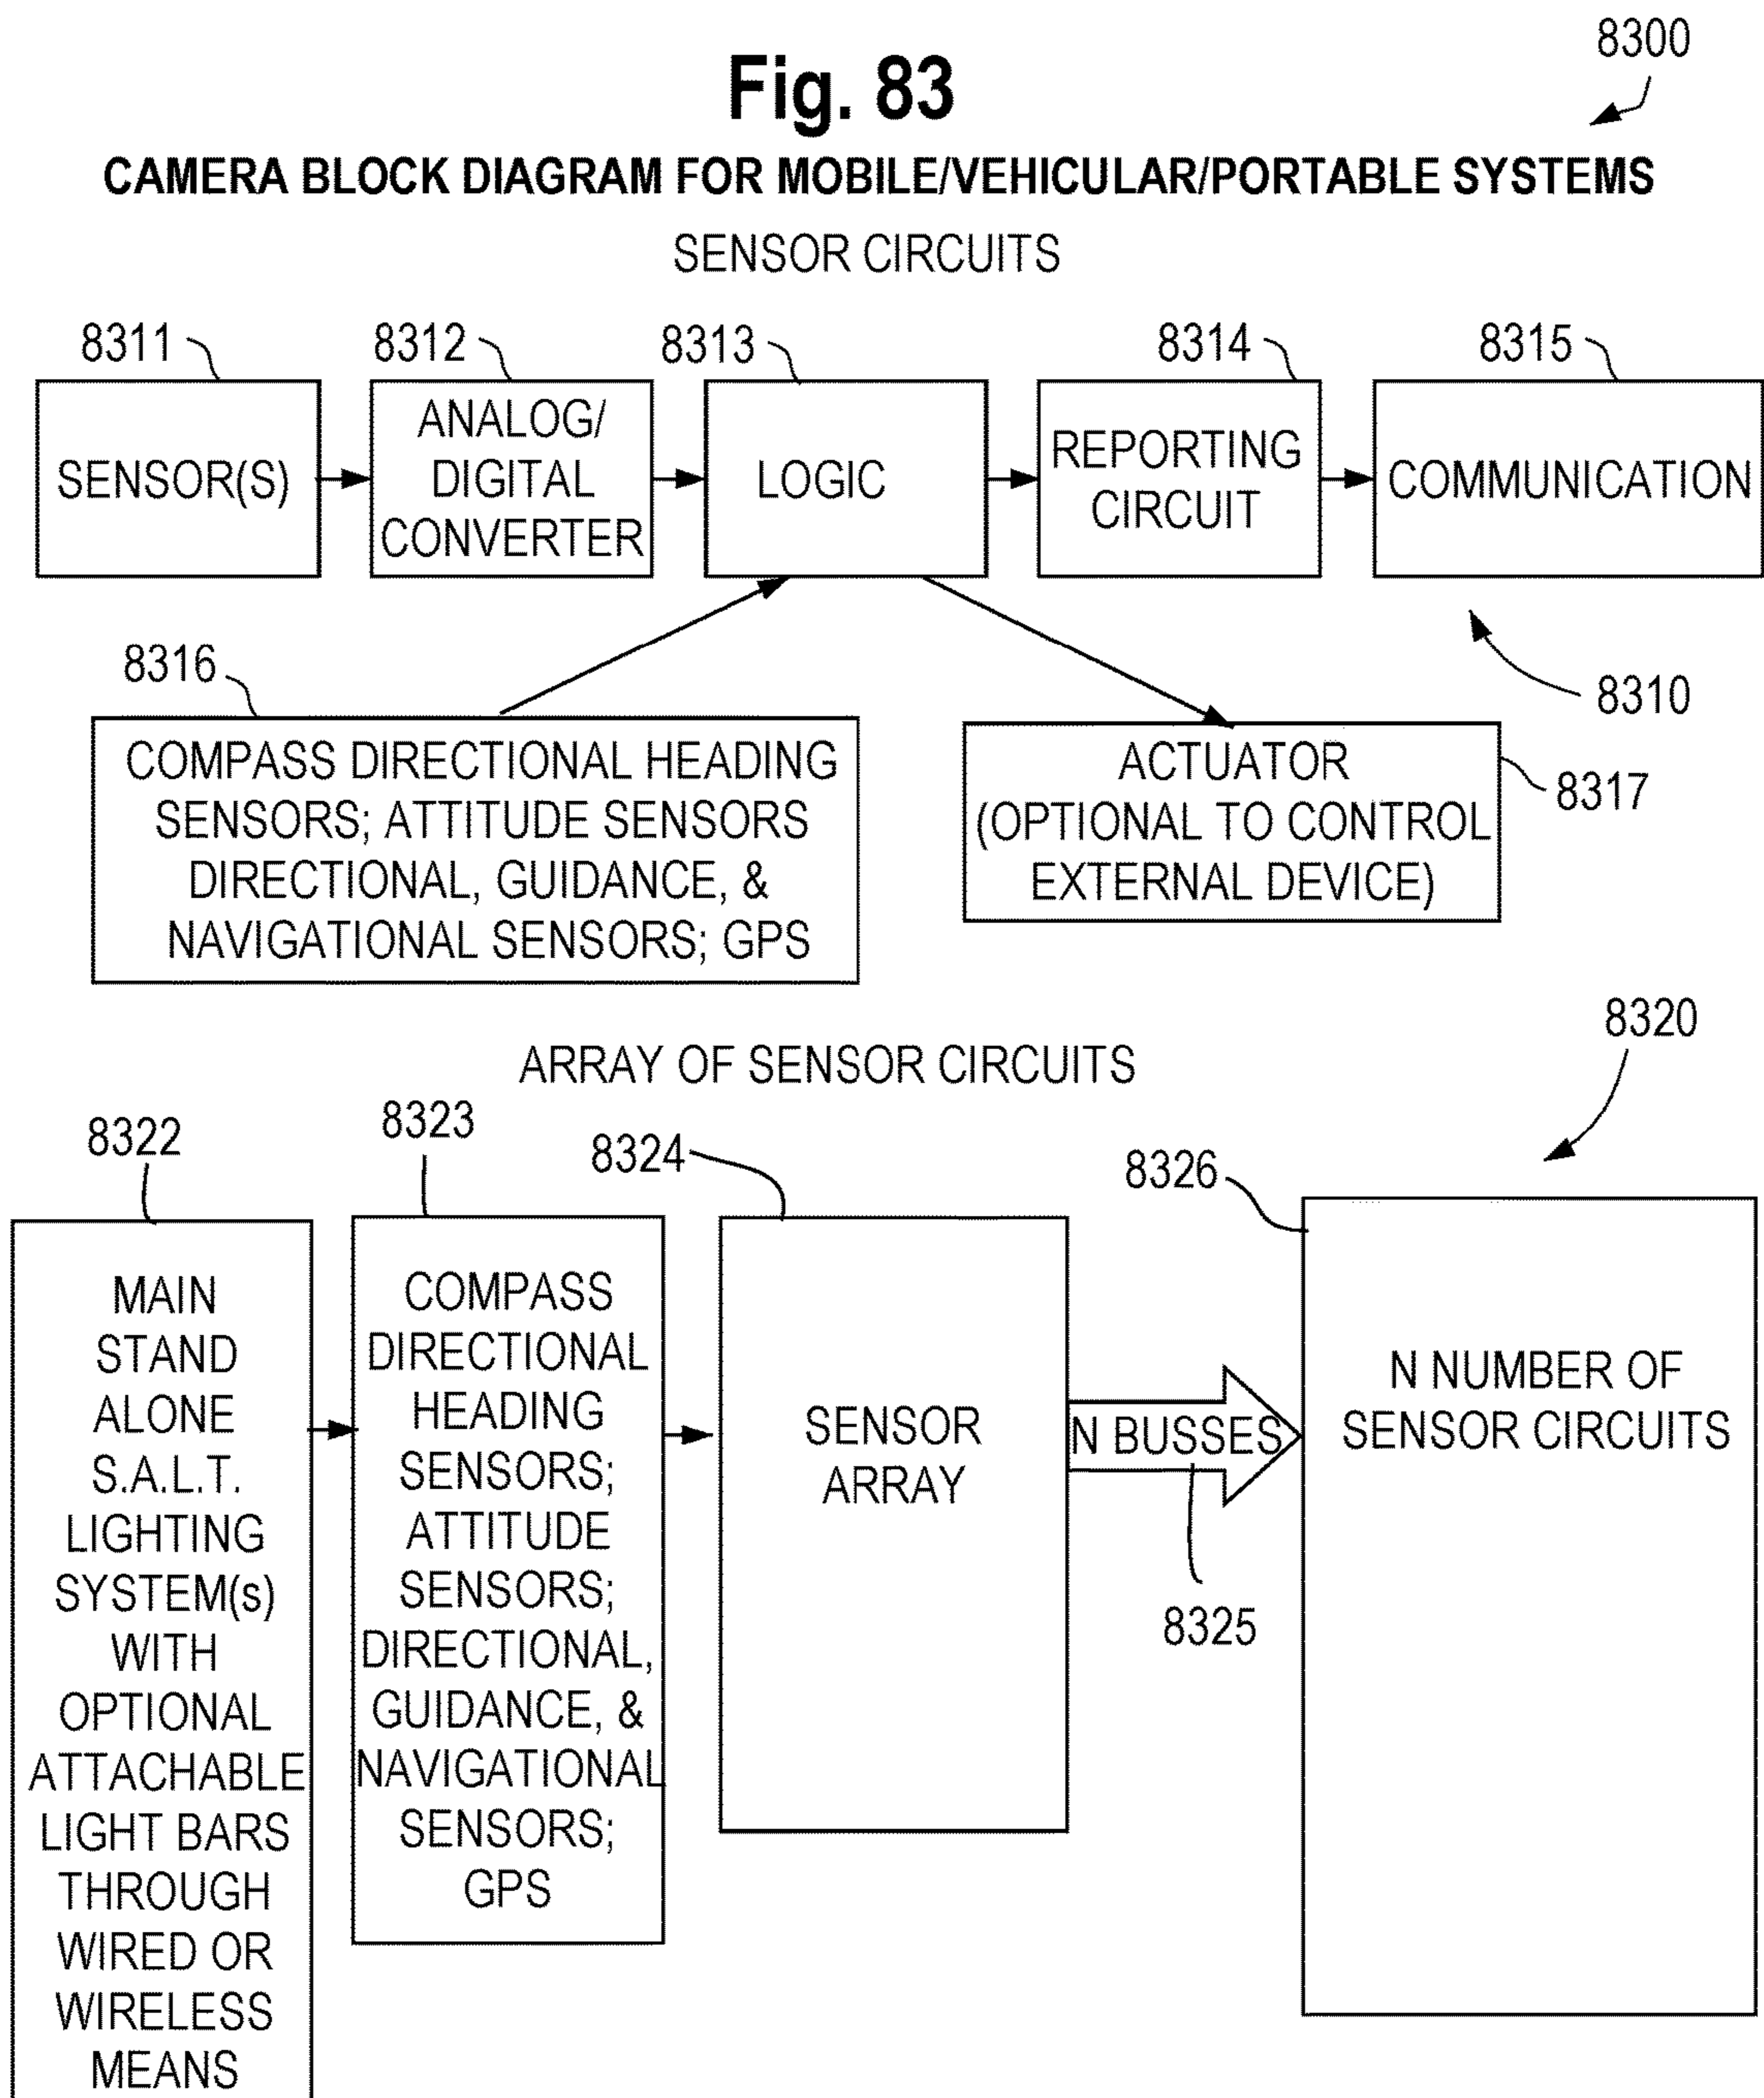 8300
Fig. 83
CAMERA BLOCK DIAGRAM FOR MOBILE/VEHICULAR/PORTABLE SYSTEMS
SENSOR CIRCUITS
8311
8312
8313
8314
8315
SENSOR(S)
ANALOG/
DIGITAL
CONVERTER
LOGIC
REPORTING
CIRCUIT
COMMUNICATION
8310
8316
COMPASS DIRECTIONAL HEADING
SENSORS; ATTITUDE SENSORS
DIRECTIONAL, GUIDANCE, &
NAVIGATIONAL SENSORS; GPS
ACTUATOR
(OPTIONAL TO CONTROL
EXTERNAL DEVICE)
8317
8320
ARRAY OF SENSOR CIRCUITS
8322
8323
8324
8326
MAIN
STAND
ALONE
S.A.L.T.
LIGHTING
SYSTEM(s)
WITH
OPTIONAL
ATTACHABLE
LIGHT BARS
THROUGH
WIRED OR
WIRELESS
MEANS
COMPASS
DIRECTIONAL
HEADING
SENSORS;
ATTITUDE
SENSORS;
DIRECTIONAL,
GUIDANCE, &
NAVIGATIONAL
SENSORS;
GPS
SENSOR
ARRAY
N BUSSES
8325
N NUMBER OF
SENSOR CIRCUITS